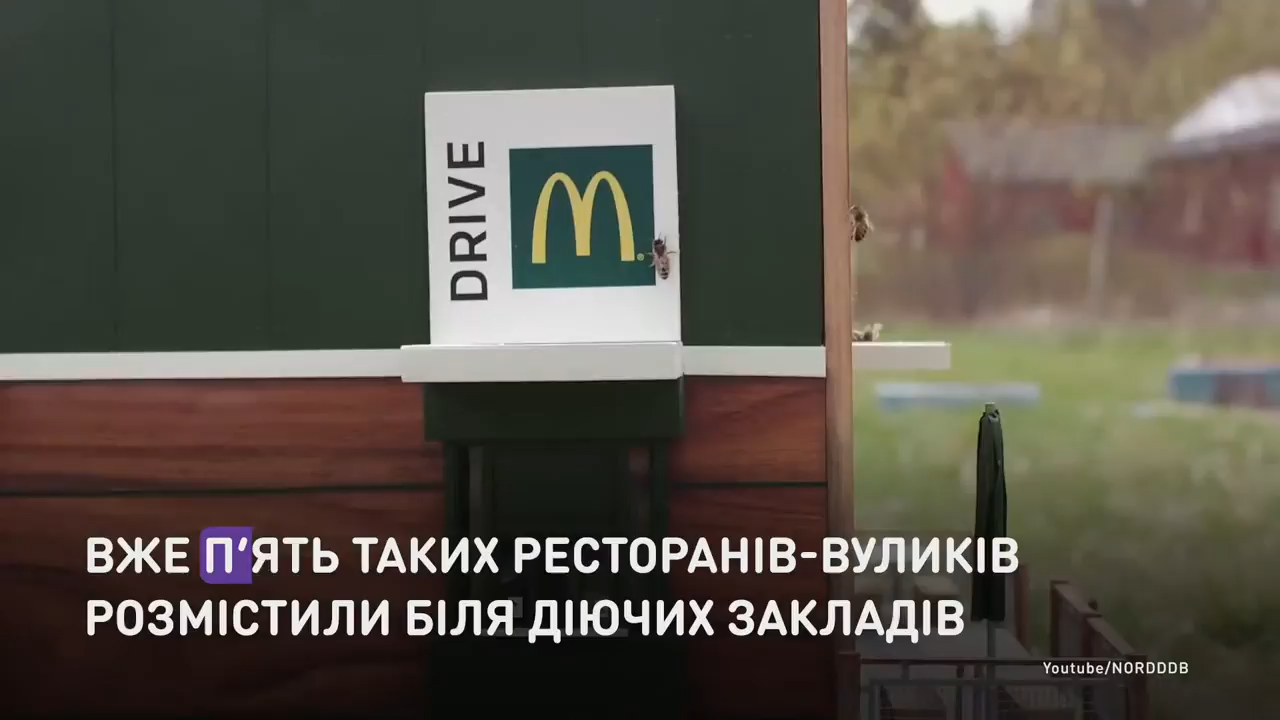 DRIVE
ВЖЕ П'ЯТЬ ТАКИХ РЕСТОРАНІВ-ВУЛИКІВ
РОЗМІСТИЛИ БІЛЯ ДІЮЧИХ ЗАКЛАДІВ
Youtube/NORDDDB